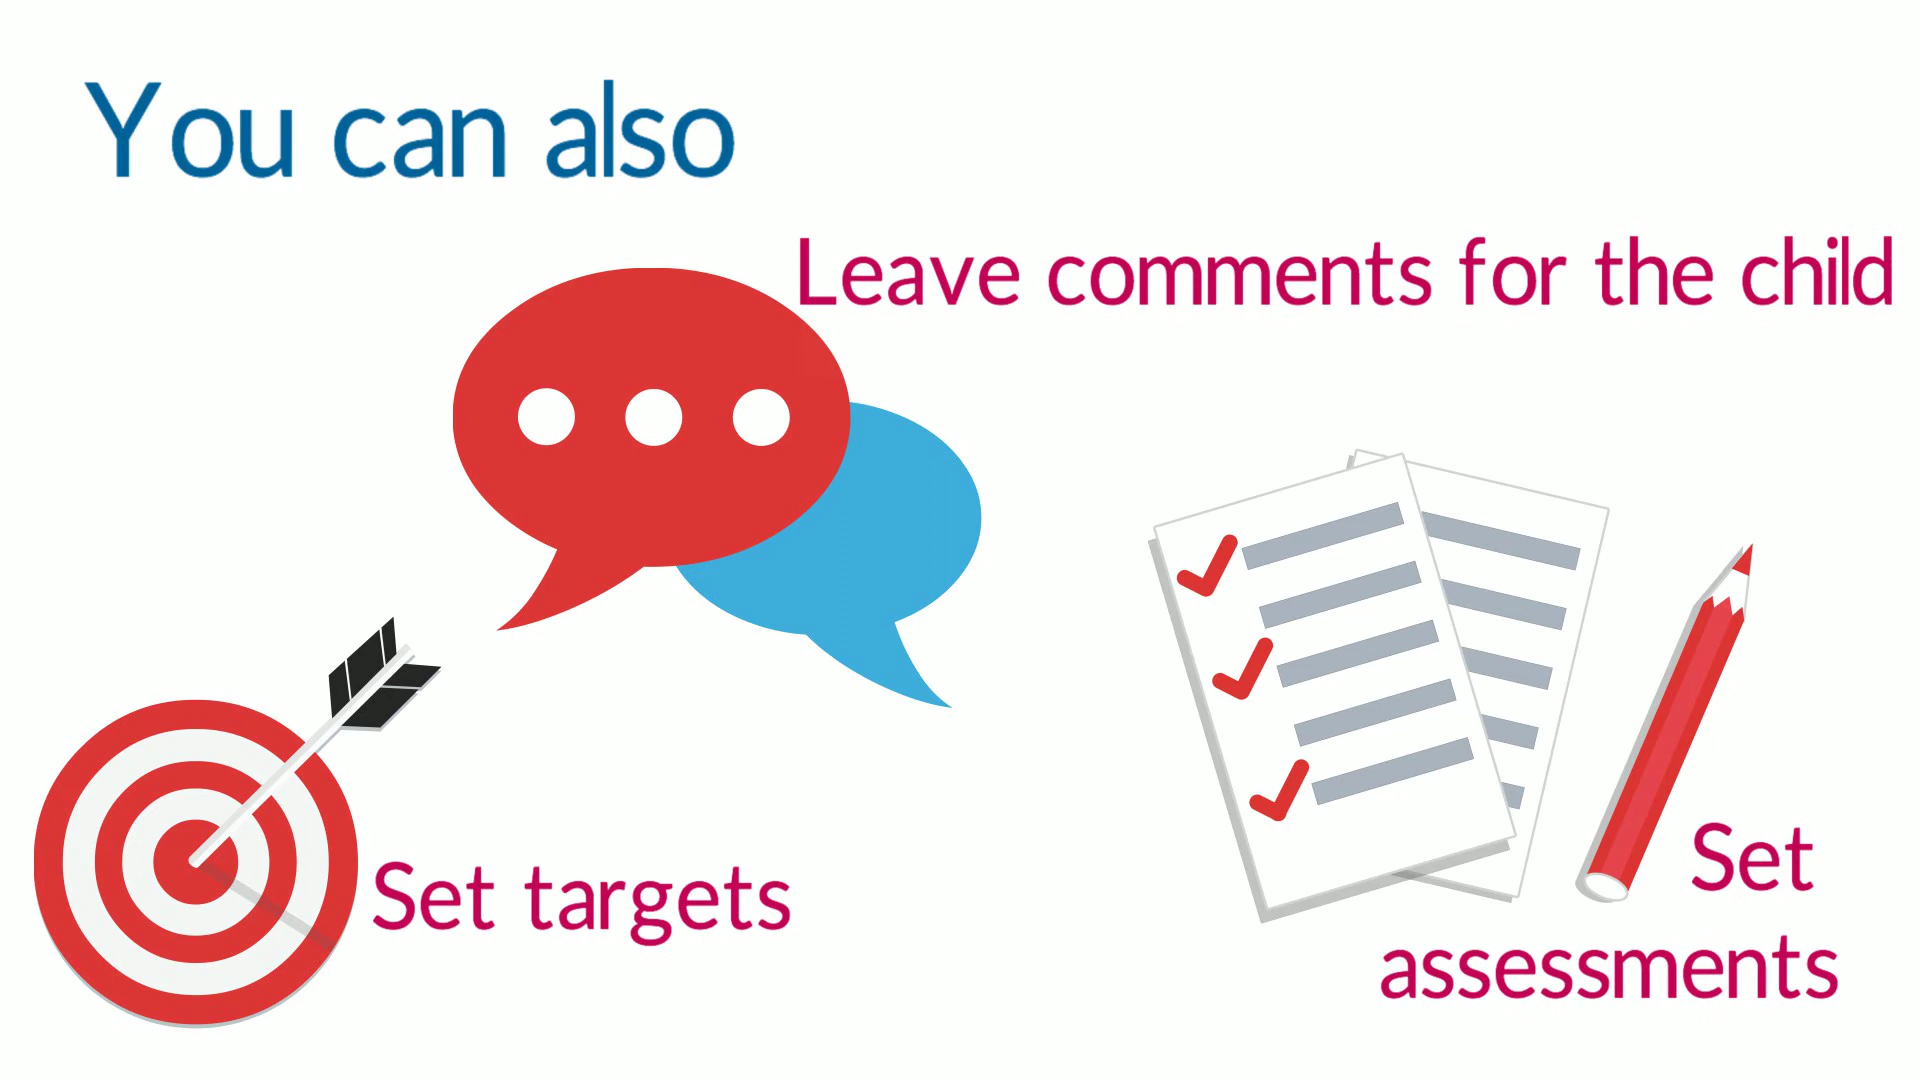 You can also
Leave comments for the child
Set targets
Set
assessments